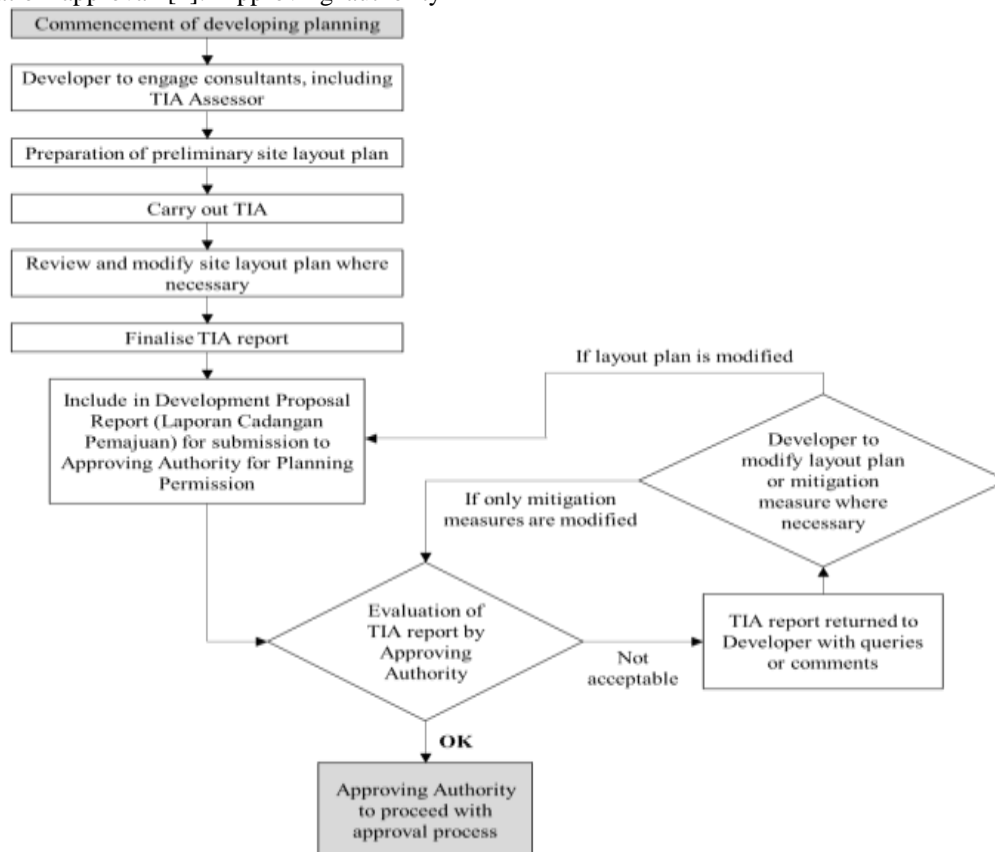 Commencement of developing planning
Developer to engage consultants, including
TIA Assessor
Preparation of preliminary site layout plan
Carry out TIA
Review and modify site layout plan where
necessary
Finalise TIA report
Include in Development Proposal
Report (Laporan Cadangan
Pemajuan) for submission to
Approving Authority for Planning
Permission
If layout plan is modified
Developer to
modify layout plan
or mitigation
measure where
necessary
If only mitigation
measures are modified
Evaluation of
TIA report by
Approving
Authority
Not
acceptable
TIA report returned to
Developer with queries
or comments
OK
Approving Authority
to proceed with
approval process